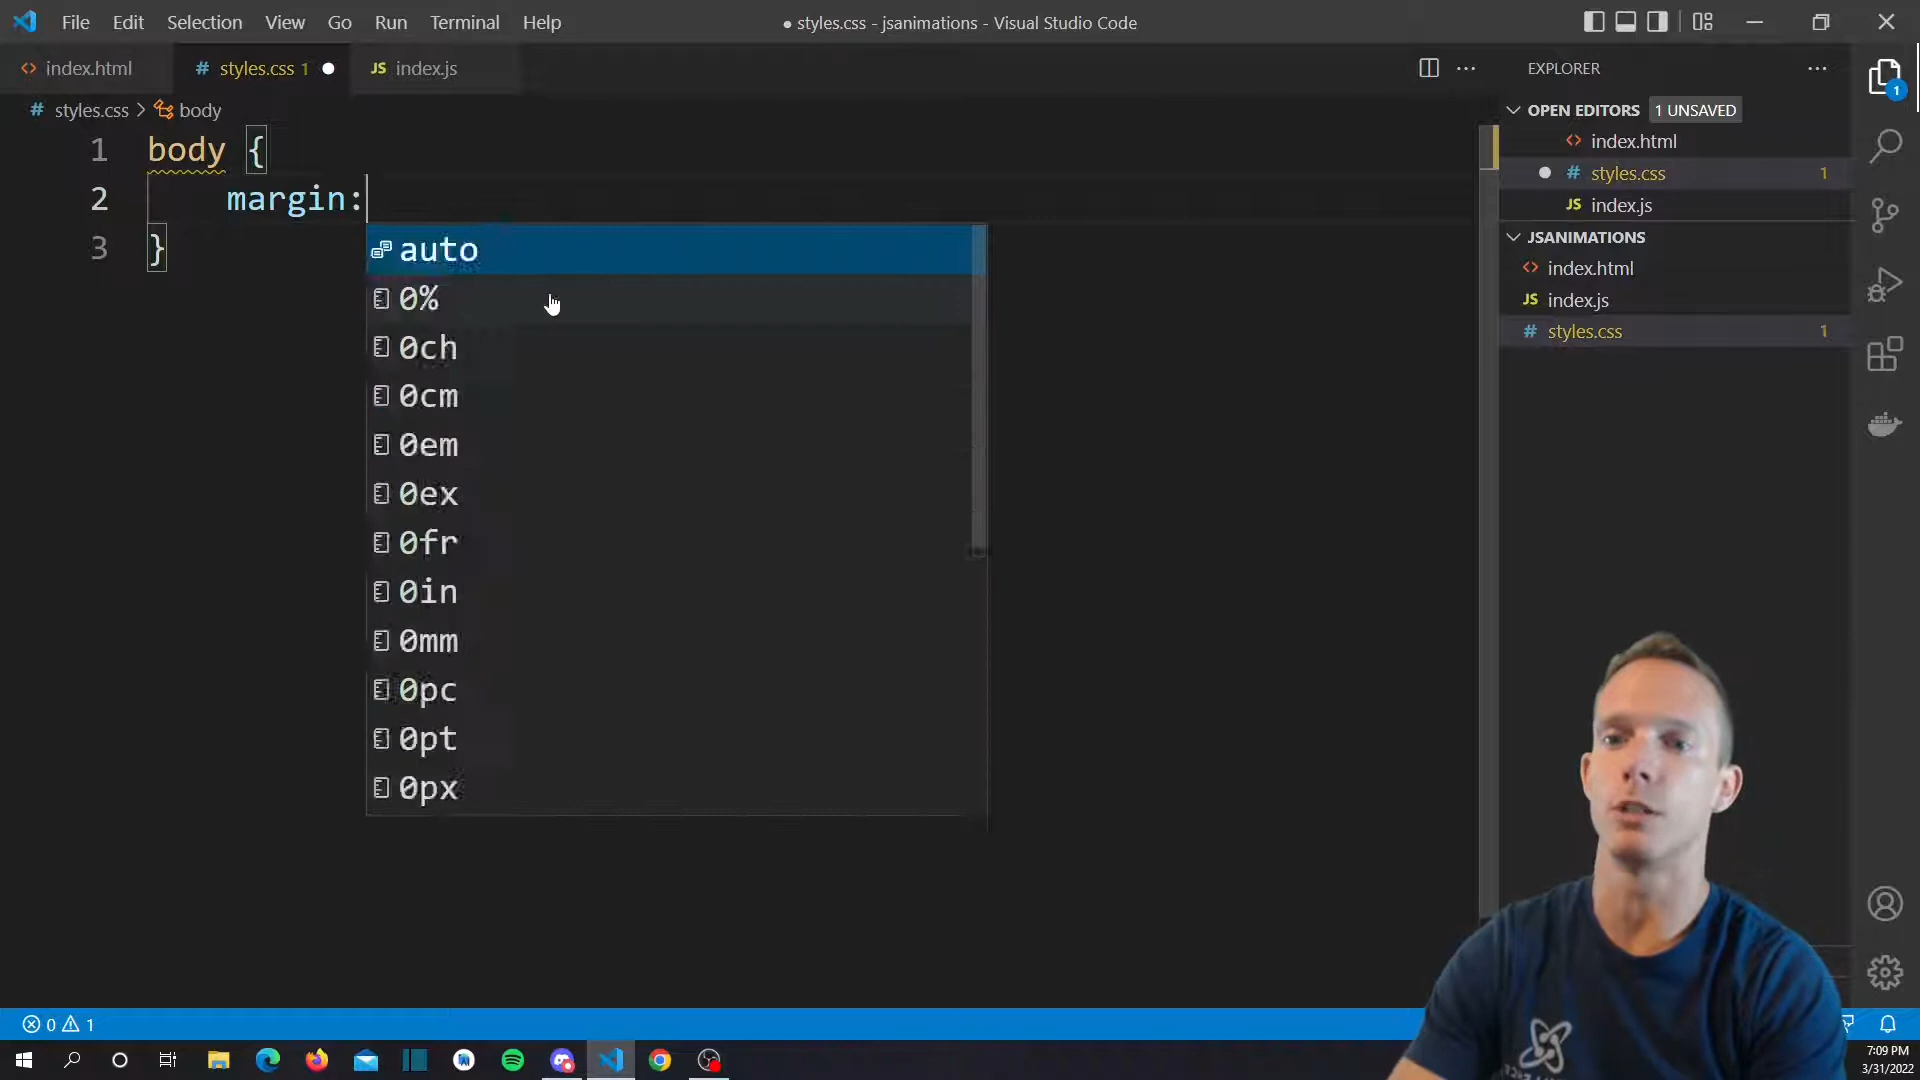 File Edit Selection View Go Run Terminal Help
● styles.css - jsanimations - Visual Studio Code
index.html
# styles.css 1 ●
JS index.js
EXPLORER
# styles.css > body
OPEN EDITORS 1 UNSAVED
index.html
# styles.css 1
JS index.js
JSANIMATIONS
index.html
JS index.js
# styles.css 1
1
1 body {
2 margin:
3 }
auto
0%
0ch
0cm
0em
0ex
0fr
0in
0mm
0pc
0pt
0px
0 1
7:09 PM
3/31/2022